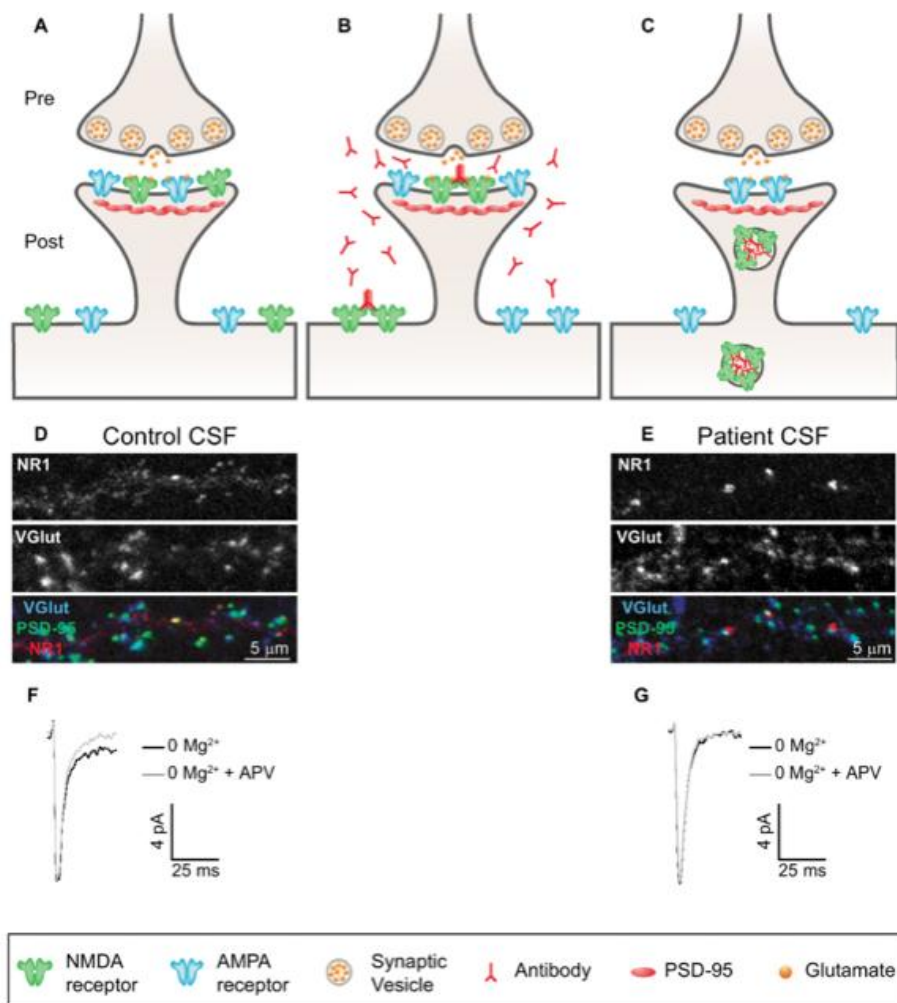 A
B
C
Pre
Post
D
Control CSF
E
Patient CSF
NR1
NR1
VGlut
VGlut
VGlut
PSD-95
NR1
5 μm
VGlut
PSD-95
NR1
5 μm
F
G
0 Mg²⁺
0 Mg²⁺ + APV
4 pA
25 ms
0 Mg²⁺
0 Mg²⁺ + APV
4 pA
25 ms
NMDA
receptor
AMPA
receptor
Synaptic
Vesicle
Antibody
PSD-95
Glutamate